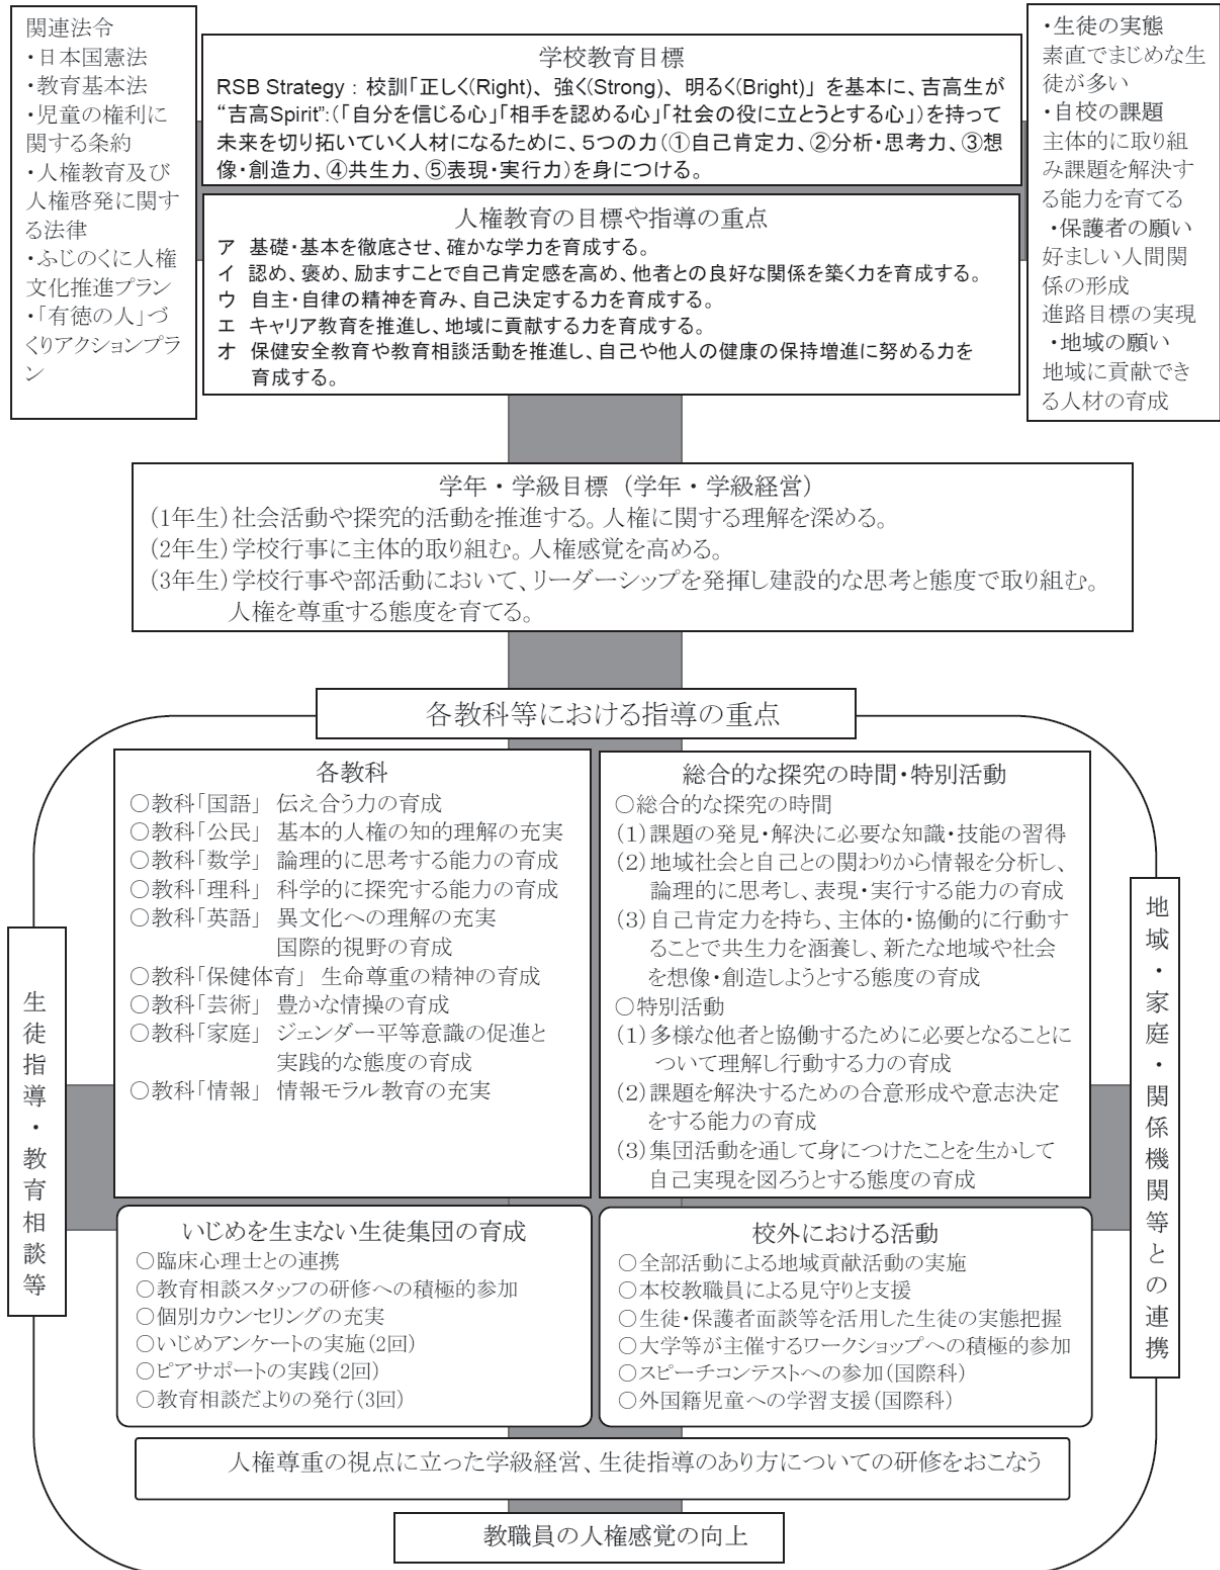 関連法令
・日本国憲法
・教育基本法
・児童の権利に
関する条約
・人権教育及び
人権啓発に関す
る法律
・ふじのくに人権
文化推進プラン
・「有徳の人」づ
くりアクションプラ
ン
学校教育目標
RSB Strategy：校訓「正しく(Right)、強く(Strong)、明るく(Bright)」を基本に、吉高生が
“吉高Spirit”:(「自分を信じる心」「相手を認める心」「社会の役に立とうとする心」)を持って
未来を切り拓いていく人材になるために、5つの力(①自己肯定力、②分析・思考力、③想
像・創造力、④共生力、⑤表現・実行力)を身につける。
人権教育の目標や指導の重点
ア 基礎・基本を徹底させ、確かな学力を育成する。
イ 認め、褒め、励ますことで自己肯定感を高め、他者との良好な関係を築く力を育成する。
ウ 自主・自律の精神を育み、自己決定する力を育成する。
エ キャリア教育を推進し、地域に貢献する力を育成する。
オ 保健安全教育や教育相談活動を推進し、自己や他人の健康の保持増進に努める力を
育成する。
・生徒の実態
素直でまじめな生
徒が多い
・自校の課題
主体的に取り組
み課題を解決す
る能力を育てる
・保護者の願い
好ましい人間関
係の形成
進路目標の実現
・地域の願い
地域に貢献でき
る人材の育成
学年・学級目標（学年・学級経営）
(1年生)社会活動や探究的活動を推進する。人権に関する理解を深める。
(2年生)学校行事に主体的取り組む。人権感覚を高める。
(3年生)学校行事や部活動において、リーダーシップを発揮し建設的な思考と態度で取り組む。
人権を尊重する態度を育てる。
各教科等における指導の重点
各教科
○教科「国語」 伝え合う力の育成
○教科「公民」 基本的人権の知的理解の充実
○教科「数学」 論理的に思考する能力の育成
○教科「理科」 科学的に探究する能力の育成
○教科「英語」 異文化への理解の充実
国際的視野の育成
○教科「保健体育」 生命尊重の精神の育成
○教科「芸術」 豊かな情操の育成
○教科「家庭」 ジェンダー平等意識の促進と
実践的な態度の育成
○教科「情報」 情報モラル教育の充実
総合的な探究の時間・特別活動
○総合的な探究の時間
(1)課題の発見・解決に必要な知識・技能の習得
(2)地域社会と自己との関わりから情報を分析し、
論理的に思考し、表現・実行する能力の育成
(3)自己肯定力を持ち、主体的・協働的に行動す
ることで共生力を涵養し、新たな地域や社会
を想像・創造しようとする態度の育成
○特別活動
(1)多様な他者と協働するために必要となることに
ついて理解し行動する力の育成
(2)課題を解決するための合意形成や意志決定
をする能力の育成
(3)集団活動を通して身につけたことを生かして
自己実現を図ろうとする態度の育成
生徒指導・教育相談等
地域・家庭・関係機関等との連携
いじめを生まない生徒集団の育成
○臨床心理士との連携
○教育相談スタッフの研修への積極的参加
○個別カウンセリングの充実
○いじめアンケートの実施(2回)
○ピアサポートの実践(2回)
○教育相談だよりの発行(3回)
校外における活動
○全部活動による地域貢献活動の実施
○本校教職員による見守りと支援
○生徒・保護者面談等を活用した生徒の実態把握
○大学等が主催するワークショップへの積極的参加
○スピーチコンテストへの参加(国際科)
○外国籍児童への学習支援(国際科)
人権尊重の視点に立った学級経営、生徒指導のあり方についての研修をおこなう
教職員の人権感覚の向上